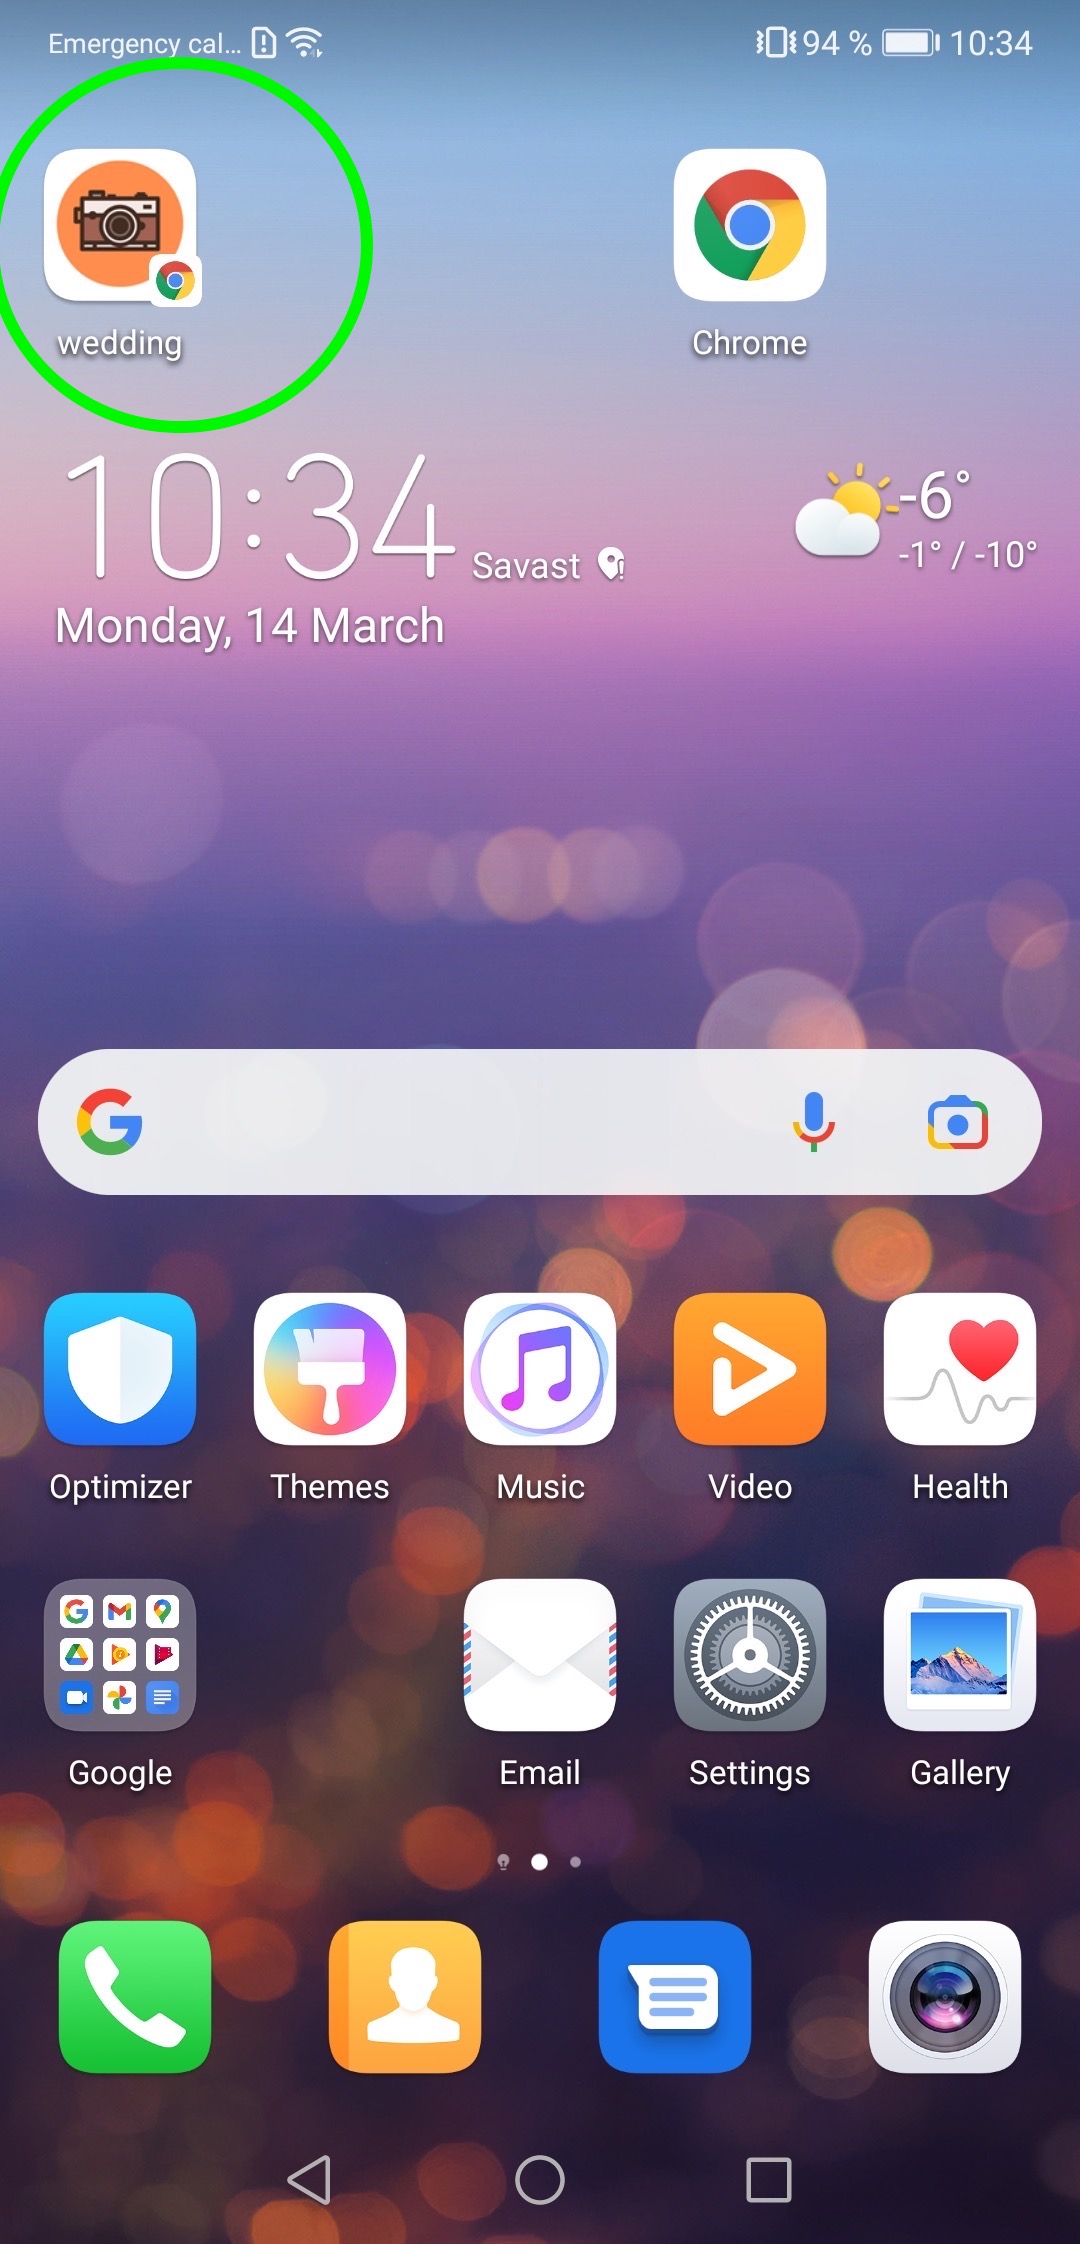 Emergency cal... 94 % 10:34
wedding Chrome
10:34 Savast -6°
-1° / -10°
Monday, 14 March
Optimizer Themes Music Video Health
Google Email Settings Gallery